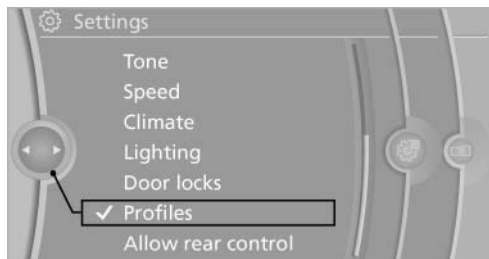 Settings
Tone
Speed
Climate
Lighting
Door locks
✓ Profiles
Allow rear control